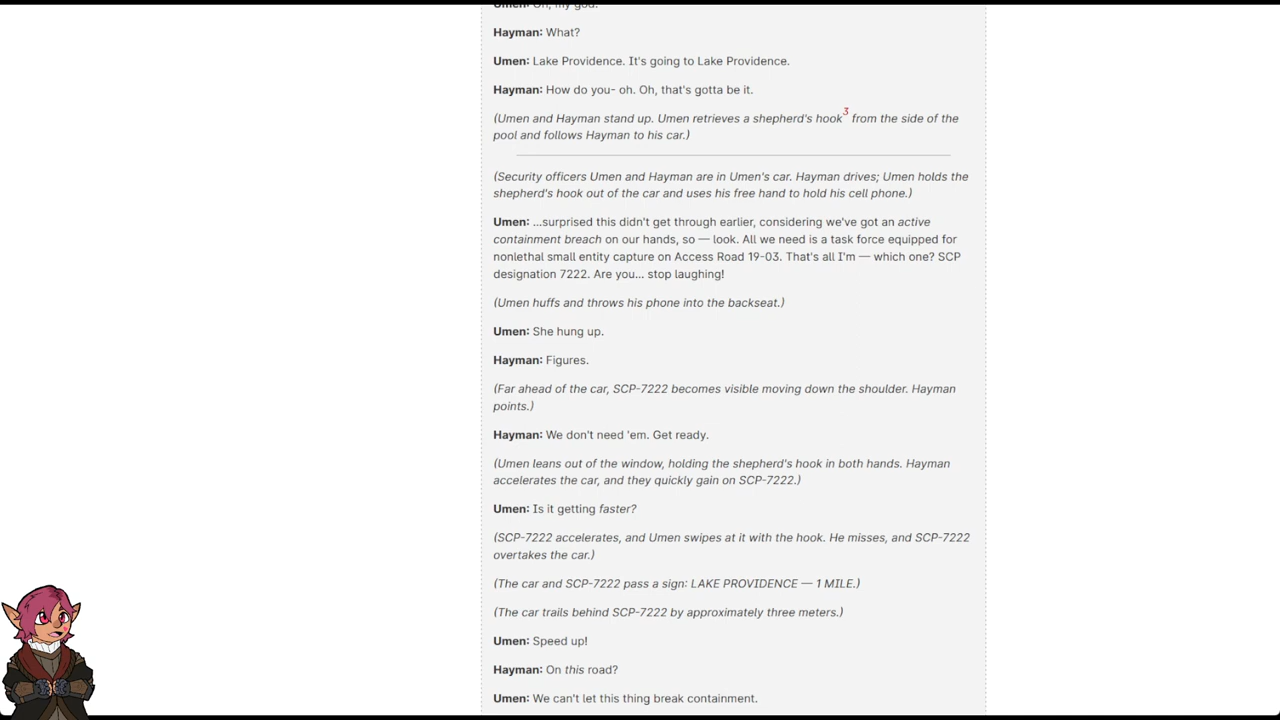 Umen: Oh, my god.
Hayman: What?
Umen: Lake Providence. It's going to Lake Providence.
Hayman: How do you- oh. Oh, that's gotta be it.
(Umen and Hayman stand up. Umen retrieves a shepherd's hook3 from the side of the
pool and follows Hayman to his car.)
(Security officers Umen and Hayman are in Umen's car. Hayman drives; Umen holds the
shepherd's hook out of the car and uses his free hand to hold his cell phone.)
Umen: ...surprised this didn't get through earlier, considering we've got an active
containment breach on our hands, so — look. All we need is a task force equipped for
nonlethal small entity capture on Access Road 19-03. That's all I'm — which one? SCP
designation 7222. Are you... stop laughing!
(Umen huffs and throws his phone into the backseat.)
Umen: She hung up.
Hayman: Figures.
(Far ahead of the car, SCP-7222 becomes visible moving down the shoulder. Hayman
points.)
Hayman: We don't need 'em. Get ready.
(Umen leans out of the window, holding the shepherd's hook in both hands. Hayman
accelerates the car, and they quickly gain on SCP-7222.)
Umen: Is it getting faster?
(SCP-7222 accelerates, and Umen swipes at it with the hook. He misses, and SCP-7222
overtakes the car.)
(The car and SCP-7222 pass a sign: LAKE PROVIDENCE — 1 MILE.)
(The car trails behind SCP-7222 by approximately three meters.)
Umen: Speed up!
Hayman: On this road?
Umen: We can't let this thing break containment.